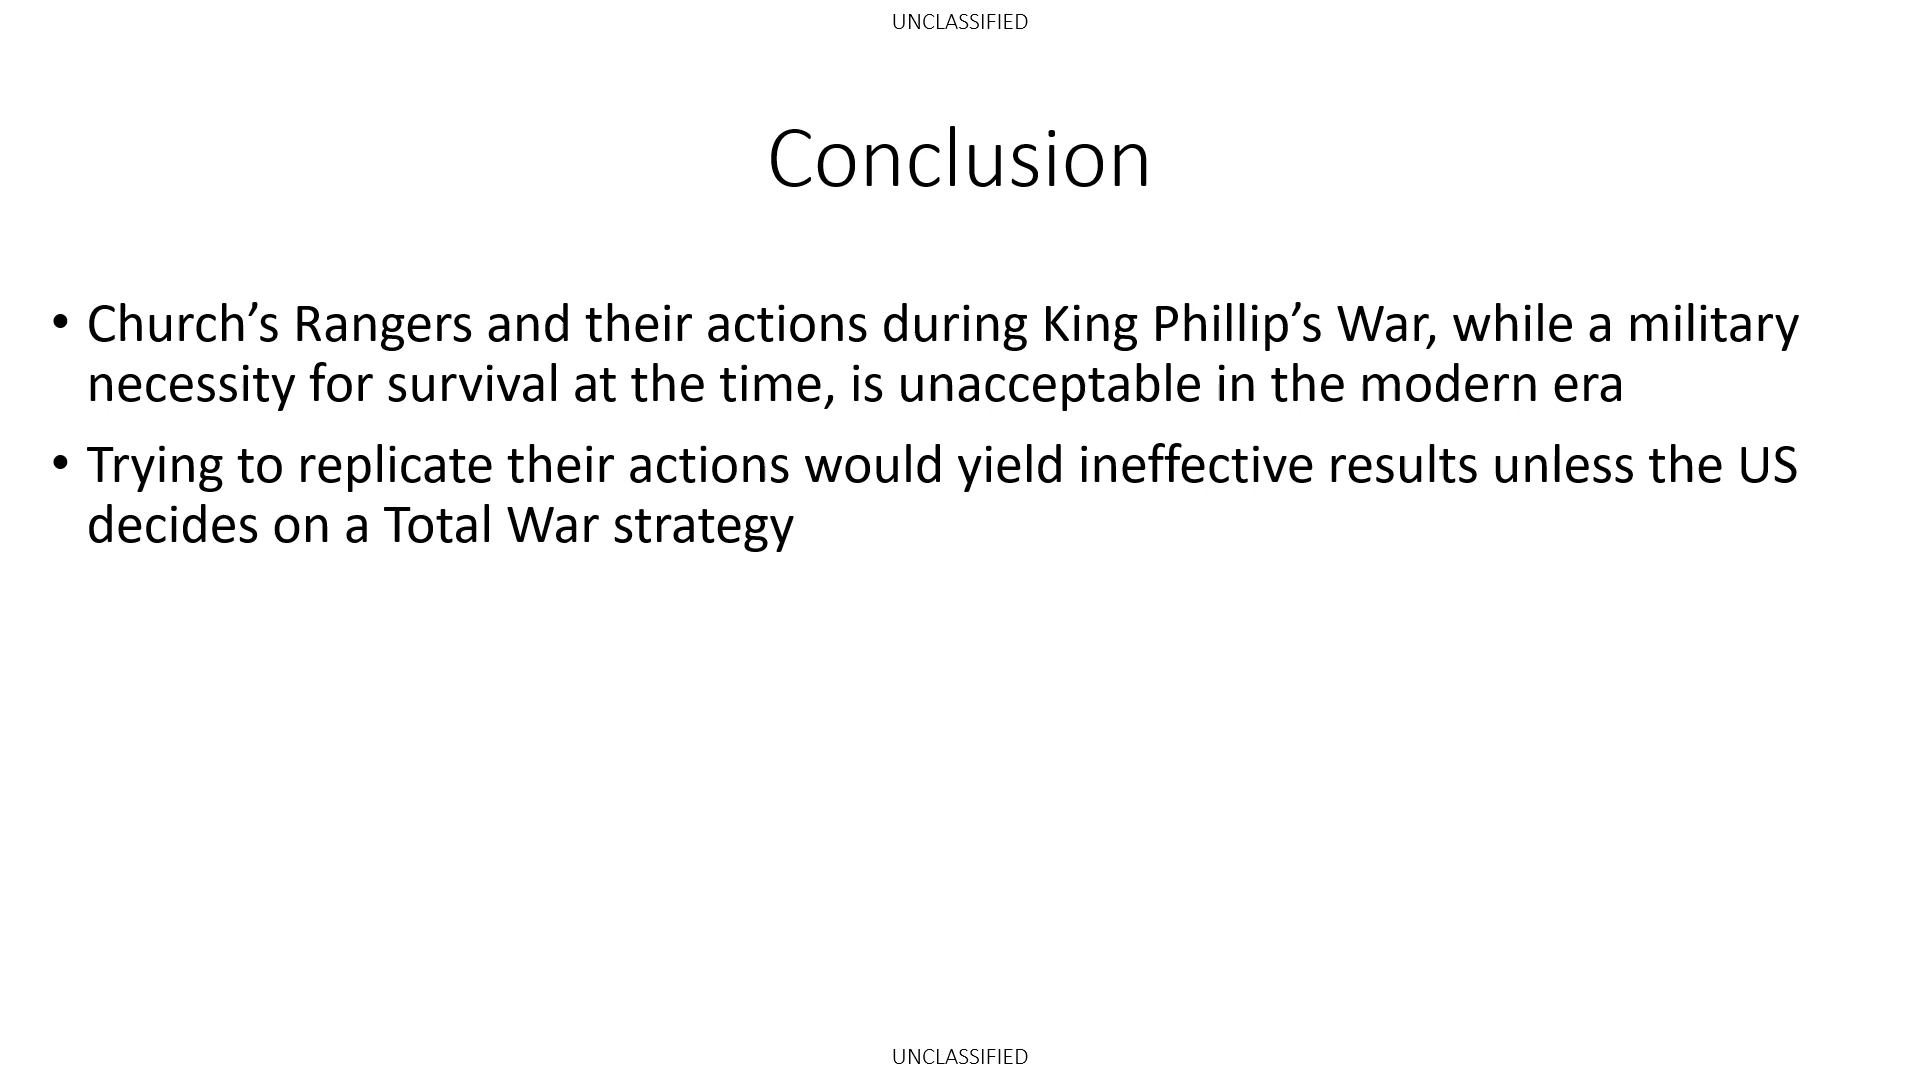 UNCLASSIFIED
Conclusion
• Church’s Rangers and their actions during King Phillip’s War, while a military
necessity for survival at the time, is unacceptable in the modern era
• Trying to replicate their actions would yield ineffective results unless the US
decides on a Total War strategy
UNCLASSIFIED